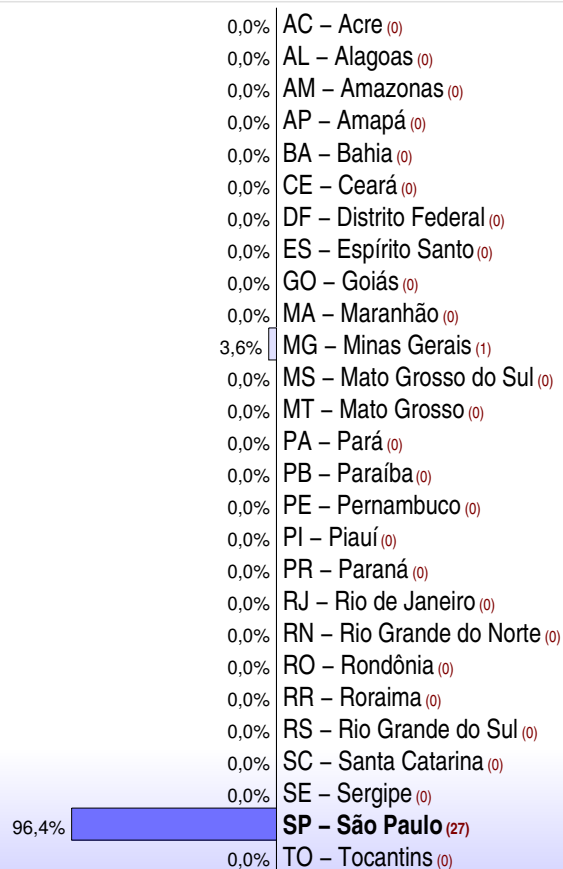 0,0% AC – Acre (0)
0,0% AL – Alagoas (0)
0,0% AM – Amazonas (0)
0,0% AP – Amapá (0)
0,0% BA – Bahia (0)
0,0% CE – Ceará (0)
0,0% DF – Distrito Federal (0)
0,0% ES – Espírito Santo (0)
0,0% GO – Goiás (0)
0,0% MA – Maranhão (0)
3,6% MG – Minas Gerais (1)
0,0% MS – Mato Grosso do Sul (0)
0,0% MT – Mato Grosso (0)
0,0% PA – Pará (0)
0,0% PB – Paraíba (0)
0,0% PE – Pernambuco (0)
0,0% PI – Piauí (0)
0,0% PR – Paraná (0)
0,0% RJ – Rio de Janeiro (0)
0,0% RN – Rio Grande do Norte (0)
0,0% RO – Rondônia (0)
0,0% RR – Roraima (0)
0,0% RS – Rio Grande do Sul (0)
0,0% SC – Santa Catarina (0)
0,0% SE – Sergipe (0)
96,4% SP – São Paulo (27)
0,0% TO – Tocantins (0)